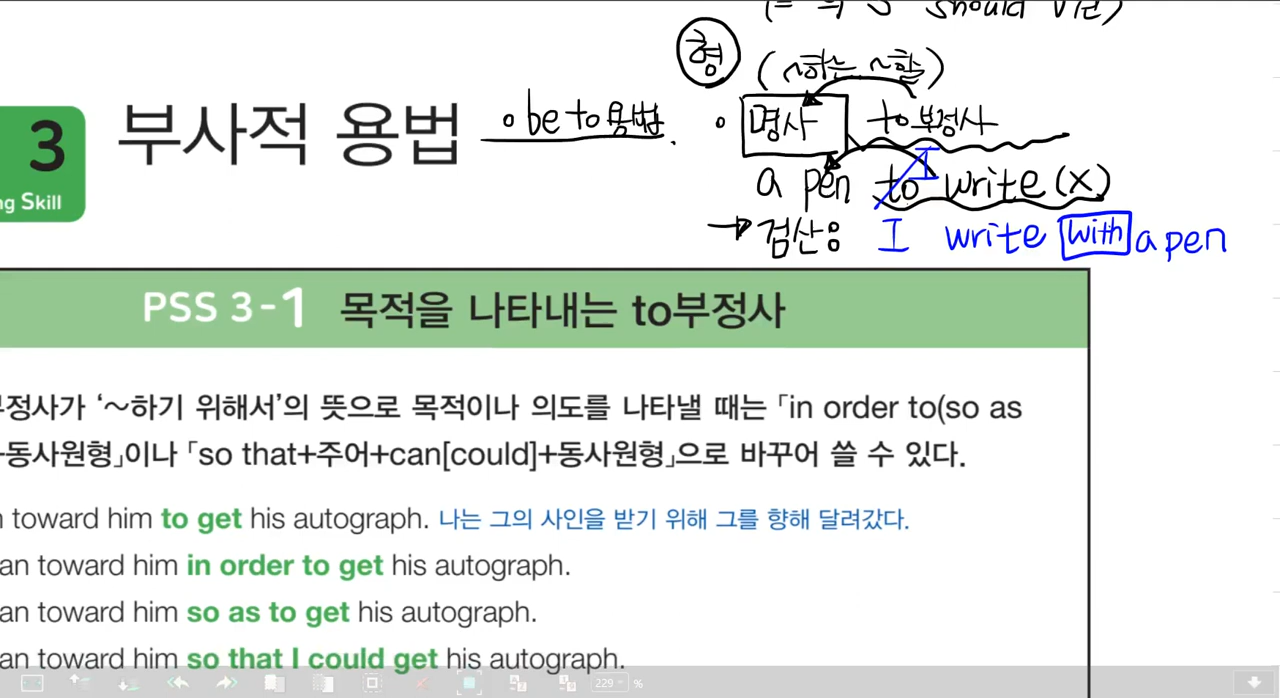 (= 의 S should V원)
형 (~하는, ~할)
3 부사적 용법 • be to 용법. • 명사 to부정사
ng Skill
a pen to write (X)
I
→ 검산: I write with a pen
PSS 3-1 목적을 나타내는 to부정사
부정사가 ‘~하기 위해서’의 뜻으로 목적이나 의도를 나타낼 때는 「in order to(so as
+동사원형」이나 「so that+주어+can[could]+동사원형」으로 바꾸어 쓸 수 있다.
n toward him to get his autograph. 나는 그의 사인을 받기 위해 그를 향해 달려갔다.
an toward him in order to get his autograph.
an toward him so as to get his autograph.
an toward him so that I could get his autograph.
229 %